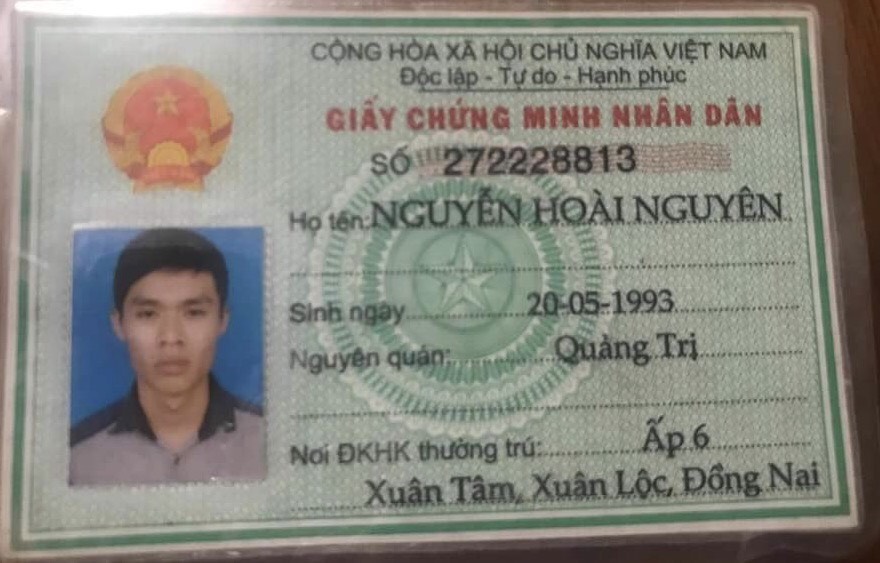 CỘNG HÒA XÃ HỘI CHỦ NGHĨA VIỆT NAM
Độc lập - Tự do - Hạnh phúc
GIẤY CHỨNG MINH NHÂN DÂN
SỐ 272228813
Họ tên: NGUYỄN HOÀI NGUYÊN
Sinh ngày 20-05-1993
Nguyên quán: Quảng Trị
Nơi ĐKHK thường trú: Ấp 6
Xuân Tâm, Xuân Lộc, Đồng Nai